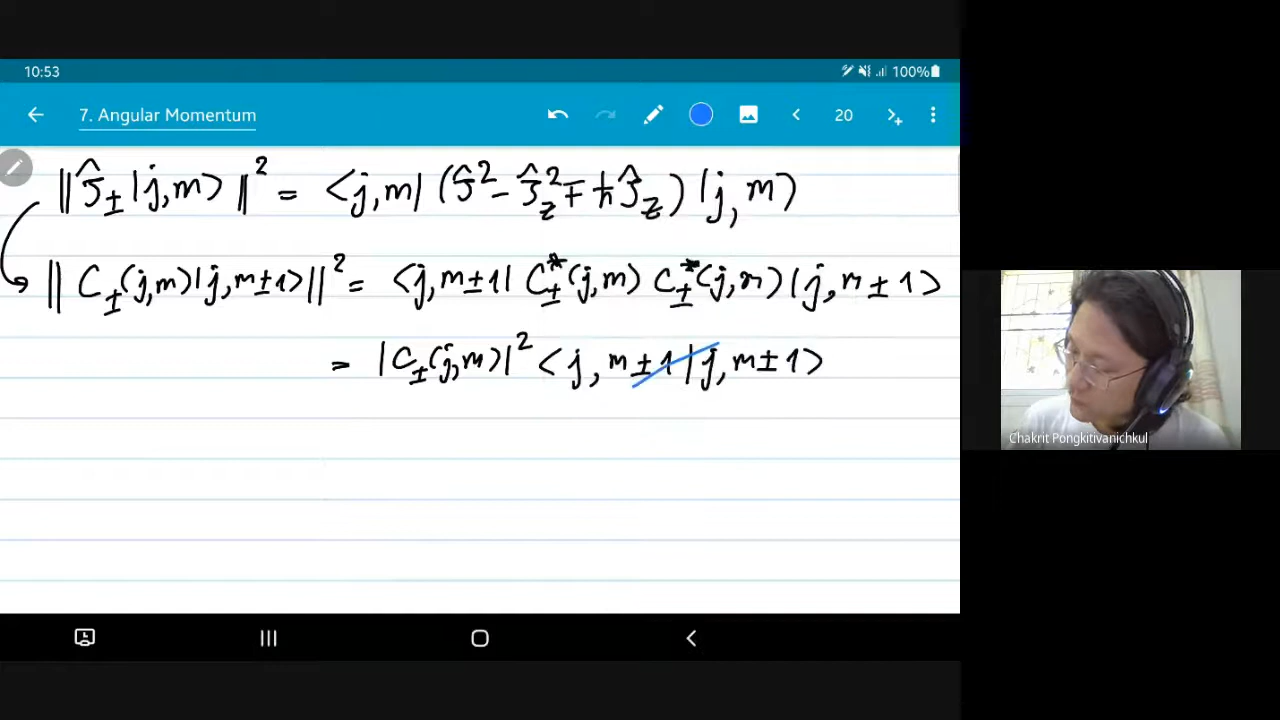 10:53
100%
7. Angular Momentum
20
‖Ĵ± |j,m⟩‖² = ⟨j,m| (Ĵ² - Ĵz² ∓ ħĴz) |j,m⟩
‖C±(j,m)|j,m±1⟩‖² = ⟨j,m±1| C±*(j,m) C±*(j,m) |j,m±1⟩
= |C±(j,m)|² ⟨j,m±1|j,m±1⟩
Chakrit Pongkitivanichkul